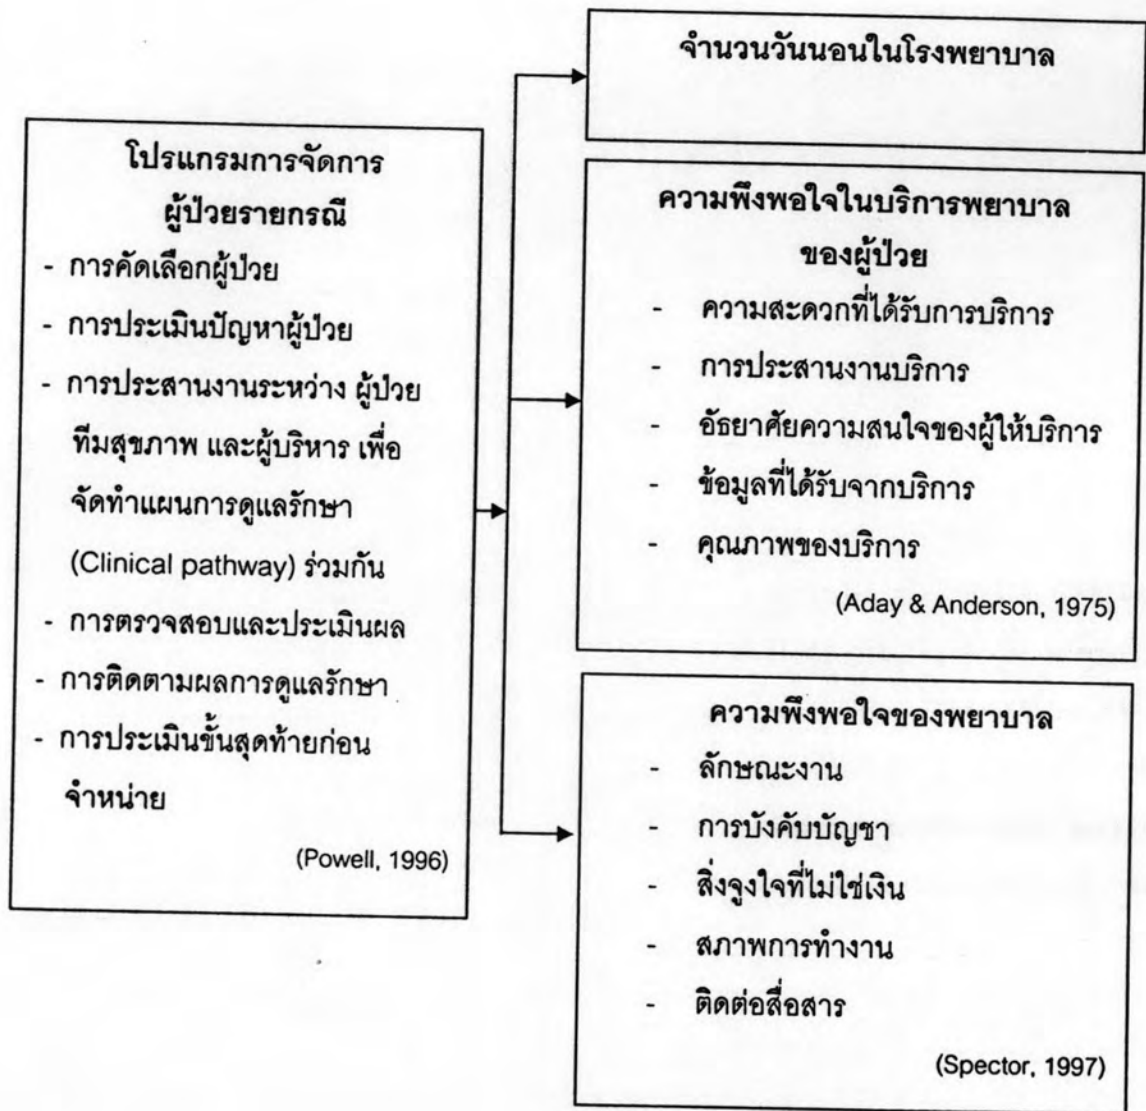 โปรแกรมการจัดการ
ผู้ป่วยรายกรณี
- การคัดเลือกผู้ป่วย
- การประเมินปัญหาผู้ป่วย
- การประสานงานระหว่าง ผู้ป่วย
ทีมสุขภาพ และผู้บริหาร เพื่อ
จัดทำแผนการดูแลรักษา
(Clinical pathway) ร่วมกัน
- การตรวจสอบและประเมินผล
- การติดตามผลการดูแลรักษา
- การประเมินขั้นสุดท้ายก่อน
จำหน่าย
(Powell, 1996)
จำนวนวันนอนในโรงพยาบาล
ความพึงพอใจในบริการพยาบาล
ของผู้ป่วย
- ความสะดวกที่ได้รับการบริการ
- การประสานงานบริการ
- อัธยาศัยความสนใจของผู้ให้บริการ
- ข้อมูลที่ได้รับจากบริการ
- คุณภาพของบริการ
(Aday & Anderson, 1975)
ความพึงพอใจของพยาบาล
- ลักษณะงาน
- การบังคับบัญชา
- สิ่งจูงใจที่ไม่ใช่เงิน
- สภาพการทำงาน
- ติดต่อสื่อสาร
(Spector, 1997)